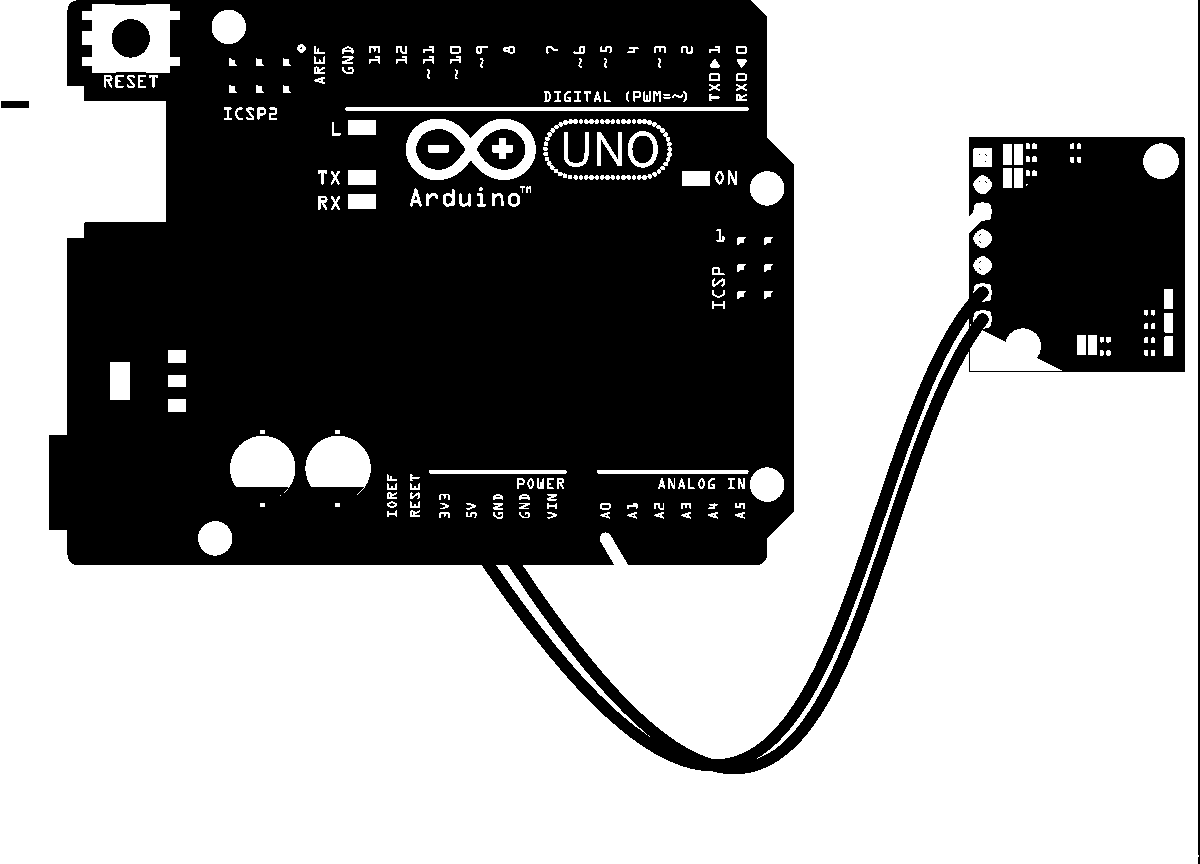 RESET
ICSP2
AREF
GND
13
12
~11
~10
~9
8
7
~6
~5
4
~3
2
TXD▶1
RXD◀0
DIGITAL (PWM=~)
L
TX
RX
UNO
Arduino™
ON
1
ICSP
POWER
ANALOG IN
IOREF
RESET
3V3
5V
GND
GND
VIN
A0
A1
A2
A3
A4
A5